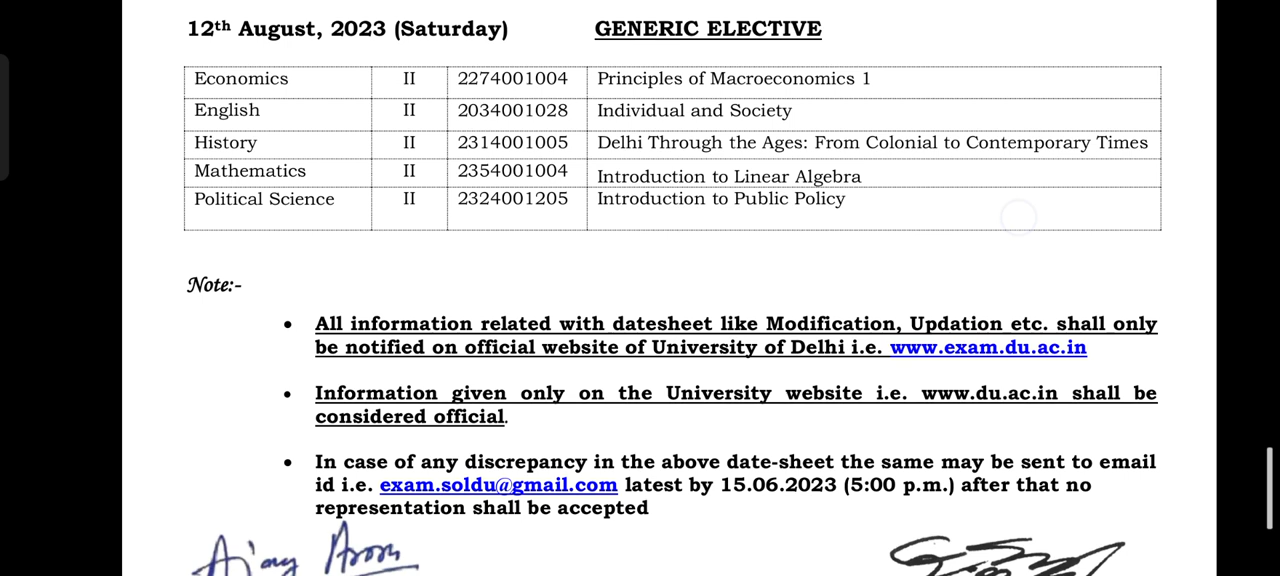 12th August, 2023 (Saturday) GENERIC ELECTIVE
Economics II 2274001004 Principles of Macroeconomics 1
English II 2034001028 Individual and Society
History II 2314001005 Delhi Through the Ages: From Colonial to Contemporary Times
Mathematics II 2354001004 Introduction to Linear Algebra
Political Science II 2324001205 Introduction to Public Policy
Note:-
• All information related with datesheet like Modification, Updation etc. shall only
be notified on official website of University of Delhi i.e. www.exam.du.ac.in
• Information given only on the University website i.e. www.du.ac.in shall be
considered official.
• In case of any discrepancy in the above date-sheet the same may be sent to email
id i.e. exam.soldu@gmail.com latest by 15.06.2023 (5:00 p.m.) after that no
representation shall be accepted